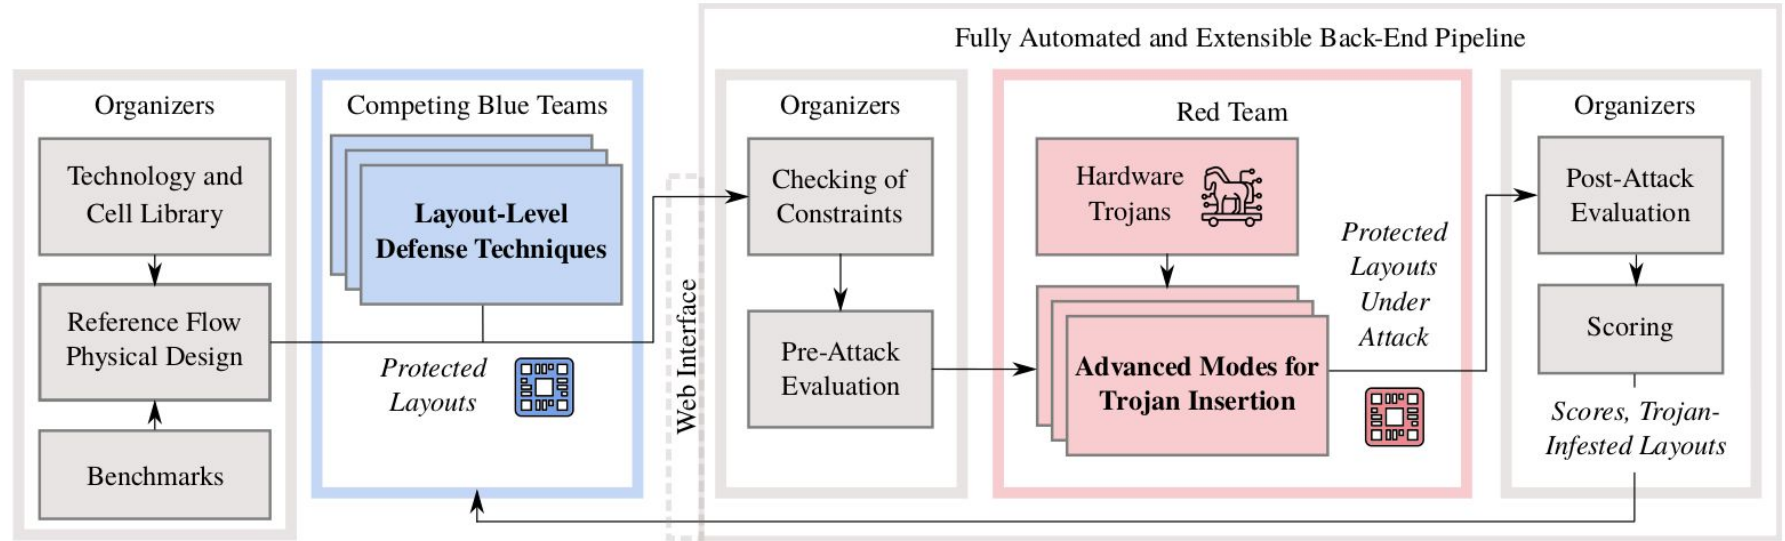 Fully Automated and Extensible Back-End Pipeline
Organizers
Technology and
Cell Library
Reference Flow
Physical Design
Benchmarks
Competing Blue Teams
Layout-Level
Defense Techniques
Protected
Layouts
Web Interface
Organizers
Checking of
Constraints
Pre-Attack
Evaluation
Red Team
Hardware
Trojans
Advanced Modes for
Trojan Insertion
Protected
Layouts
Under
Attack
Organizers
Post-Attack
Evaluation
Scoring
Scores, Trojan-
Infested Layouts